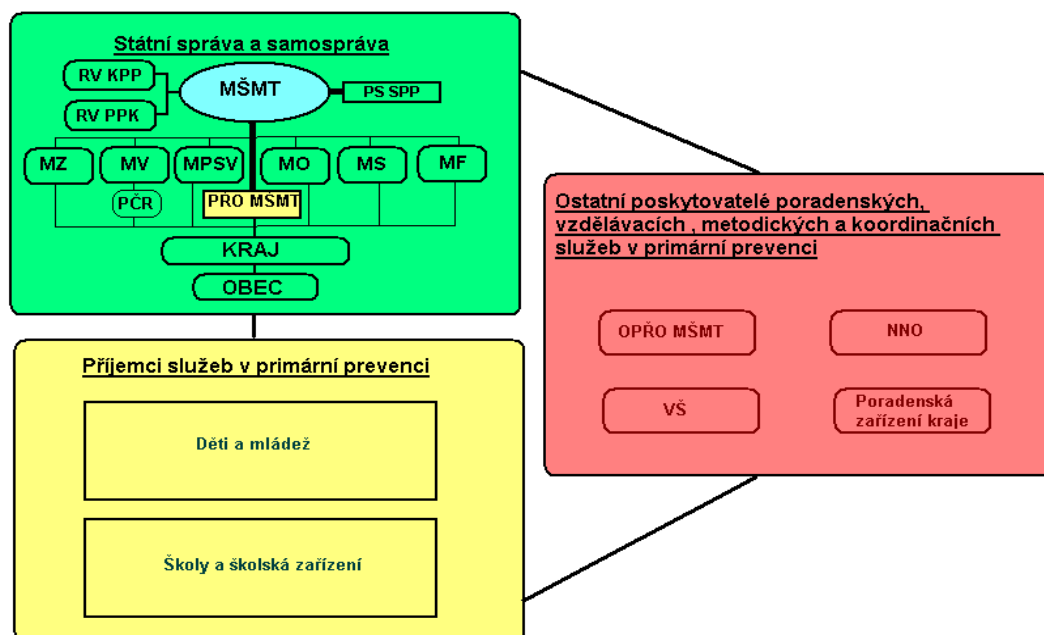 Státní správa a samospráva
RV KPP
MŠMT
PS SPP
RV PPK
MZ
MV
MPSV
MO
MS
MF
PČR
PŘO MŠMT
KRAJ
OBEC
Ostatní poskytovatelé poradenských,
vzdělávacích , metodických a koordinačních
služeb v primární prevenci
OPŘO MŠMT
NNO
VŠ
Poradenská
zařízení kraje
Příjemci služeb v primární prevenci
Děti a mládež
Školy a školská zařízení